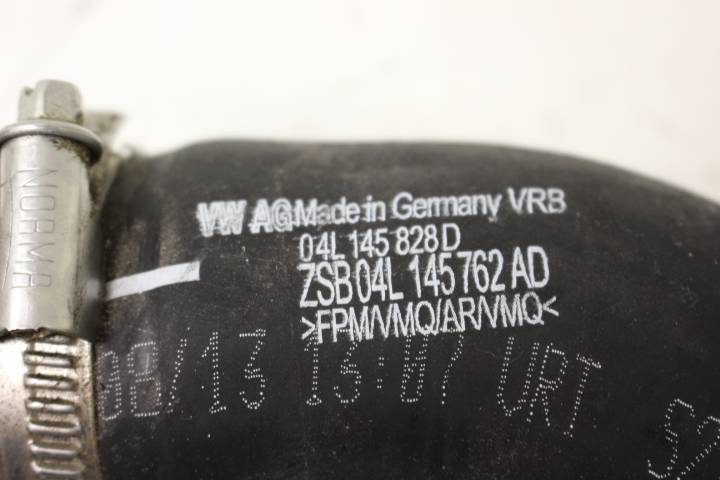 NORMA
VW AG Made in Germany VRB
04L 145 828 D
ZSB 04L 145 762 AD
>FPM/VMQ/AR/VMQ<
08/13 13:07 URT